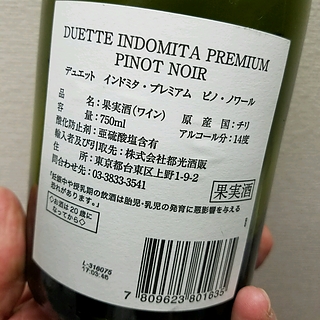 DUETTE INDOMITA PREMIUM
PINOT NOIR
デュエット インドミタ・プレミアム ピノ・ノワール
品 名:果実酒(ワイン) 原 産 国:チリ
容 量:750ml アルコール分:14度
酸化防止剤:亜硫酸塩含有
輸入者及び引取先:株式会社都光酒販
住 所:東京都台東区上野1-9-2
問合わせ先:03-3833-3541
「妊娠中や授乳期の飲酒は胎児・乳児の発育に悪影響を与える
恐れがあります。」
果実酒
◇お酒は20歳に
なってから◇
L-316075
17:05:46
7 809623 801635